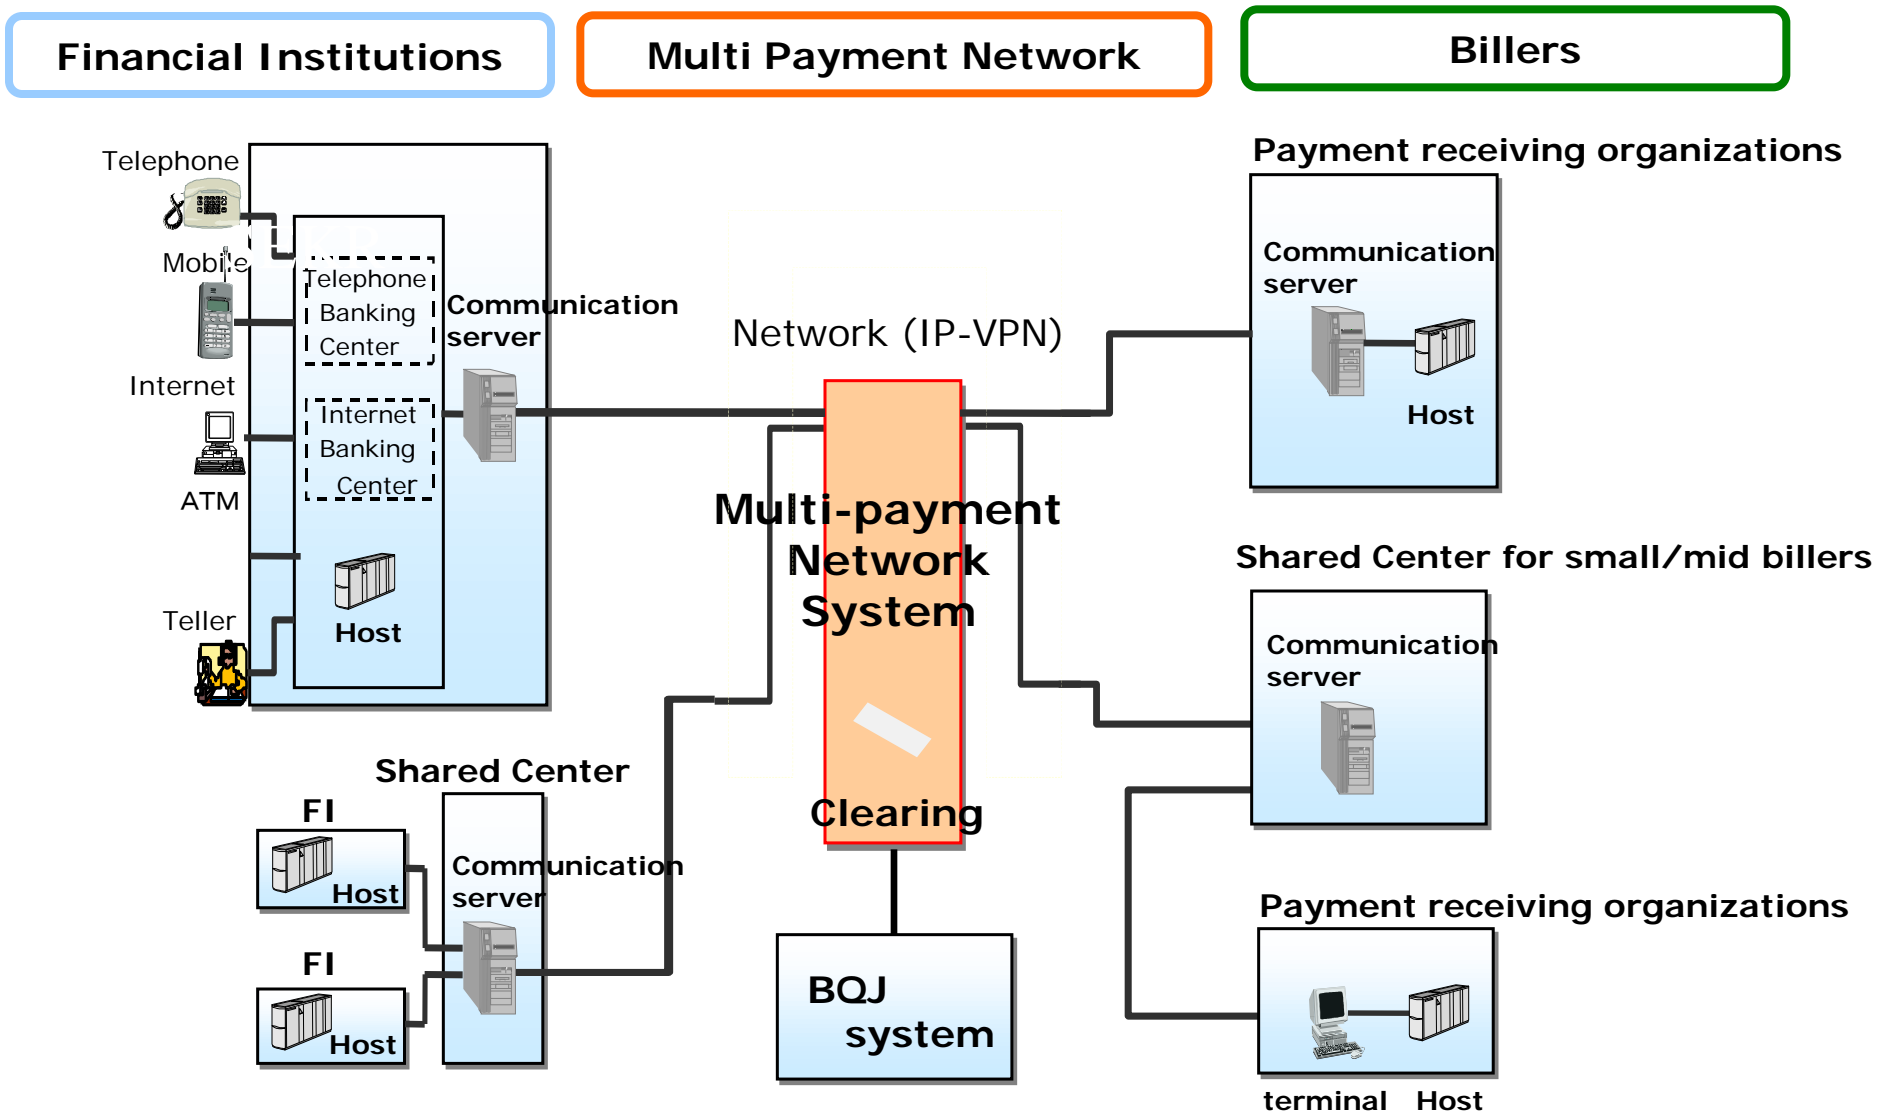 Financial Institutions
Multi Payment Network
Billers
Telephone
Mobile
Internet
ATM
Teller
Telephone
Banking
Center
Internet
Banking
Center
Host
Communication
server
Network (IP-VPN)
Multi-payment
Network
System
Clearing
BOJ
system
Shared Center
FI
Host
FI
Host
Communication
server
Payment receiving organizations
Communication
server
Host
Shared Center for small/mid billers
Communication
server
Payment receiving organizations
terminal Host